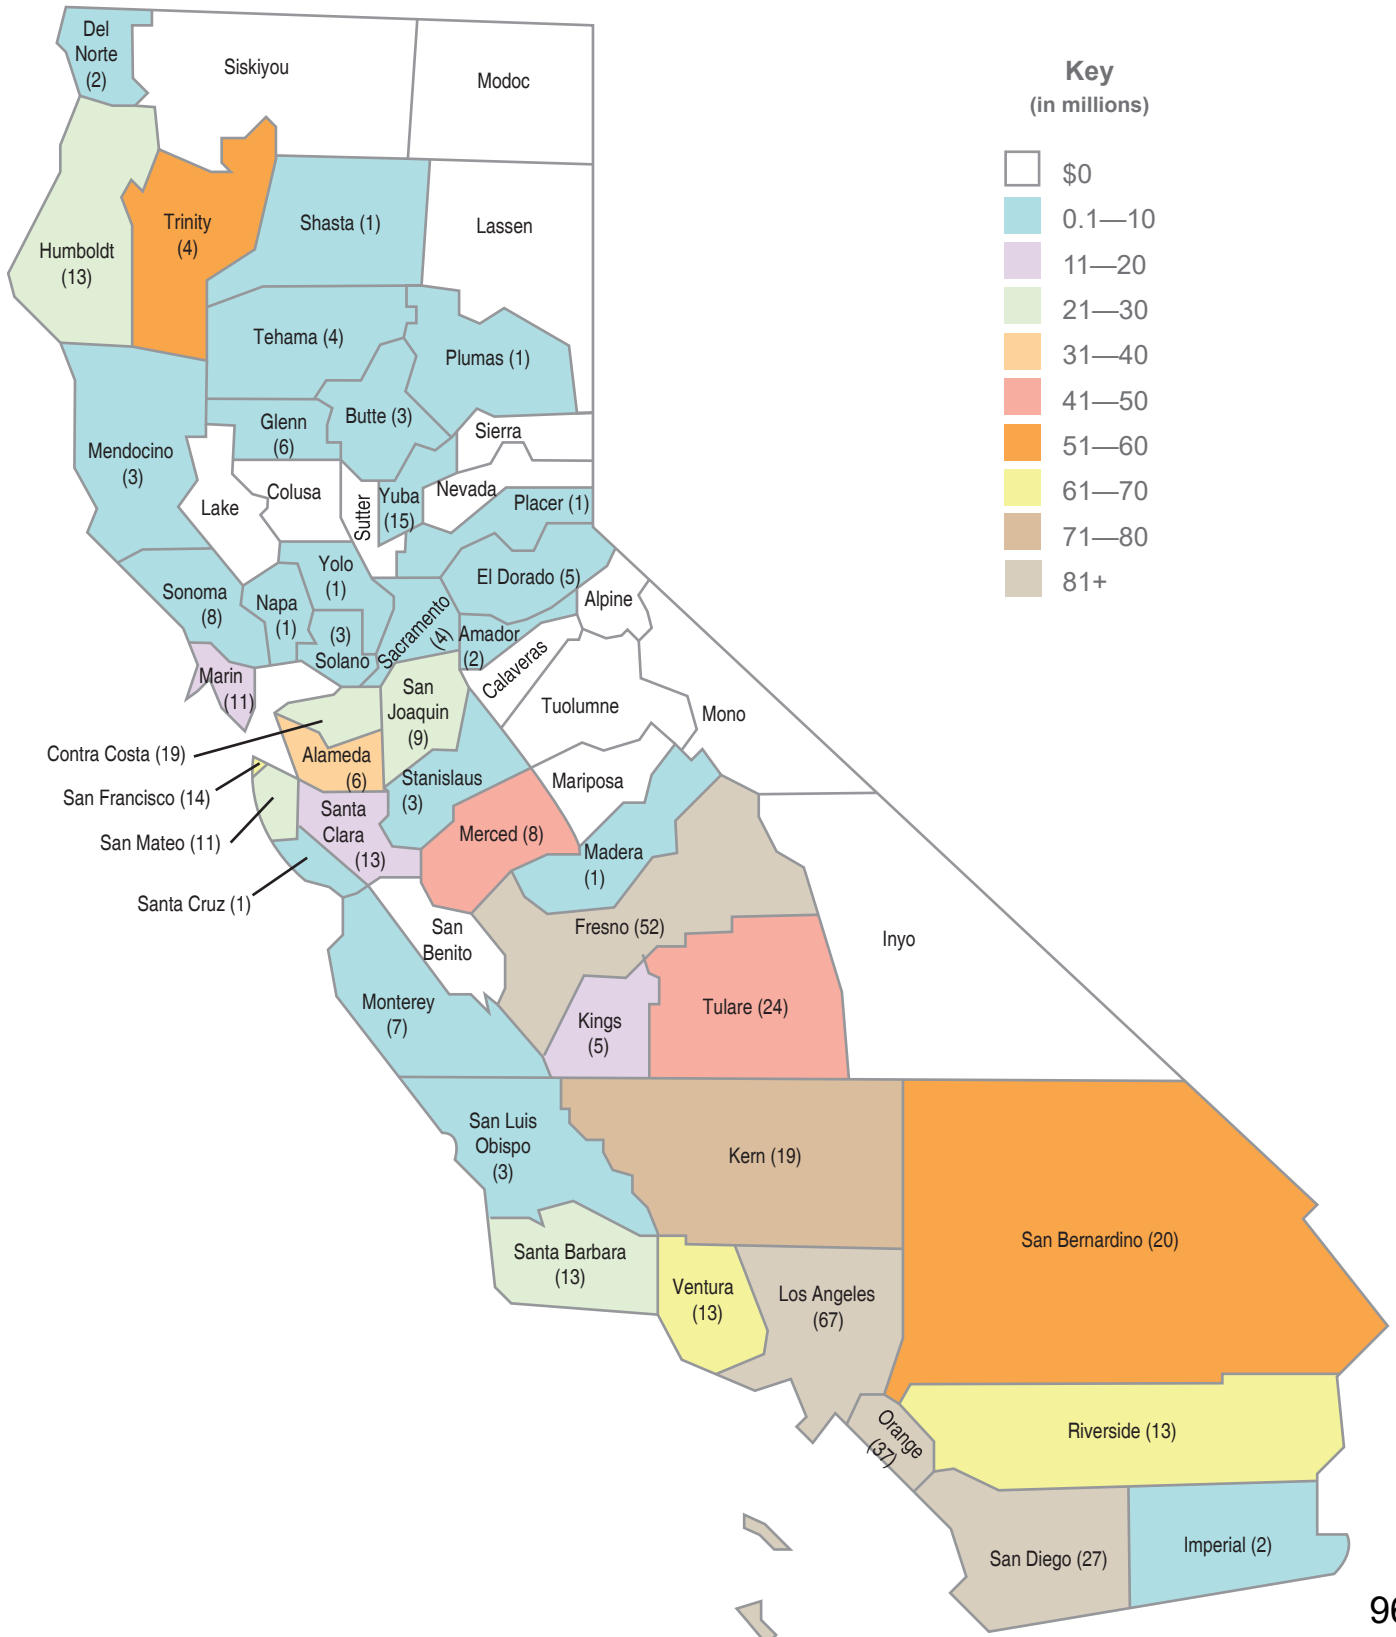 Del
Norte
(2)
Siskiyou
Modoc
Key
(in millions)
$0
0.1—10
11—20
21—30
31—40
41—50
51—60
61—70
71—80
81+
Humboldt
(13)
Trinity
(4)
Shasta (1)
Lassen
Tehama (4)
Plumas (1)
Butte (3)
Glenn
(6)
Sierra
Mendocino
(3)
Lake
Colusa
Sutter
Yuba
(15)
Nevada
Placer (1)
Yolo
(1)
El Dorado (5)
Sonoma
(8)
Napa
(1)
(3)
Solano
Sacramento
(4)
Amador
(2)
Alpine
Calaveras
Marin
(11)
San
Joaquin
(9)
Tuolumne
Mono
Contra Costa (19)
Alameda
(6)
Stanislaus
(3)
Mariposa
San Francisco (14)
San Mateo (11)
Santa
Clara
(13)
Merced (8)
Madera
(1)
Santa Cruz (1)
San
Benito
Fresno (52)
Inyo
Monterey
(7)
Kings
(5)
Tulare (24)
San Luis
Obispo
(3)
Kern (19)
San Bernardino (20)
Santa Barbara
(13)
Ventura
(13)
Los Angeles
(67)
Orange
(37)
Riverside (13)
San Diego (27)
Imperial (2)
96